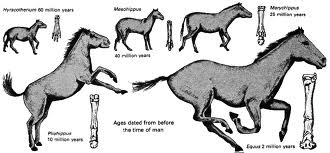 Hyracotherium 60 million years
Mesohippus
40 million years
Merychippus
25 million years
Pliohippus
10 million years
Ages dated from before
the time of man
Equus 2 million years